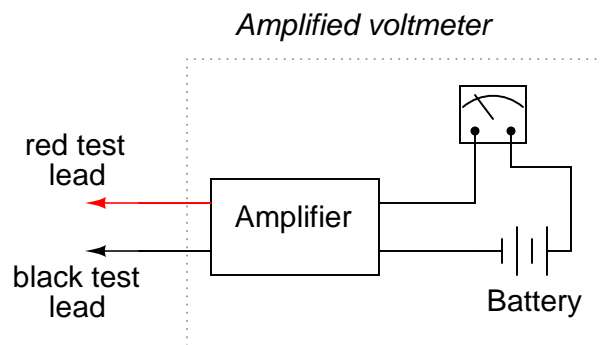 Amplified voltmeter
red test
lead
Amplifier
black test
lead
Battery